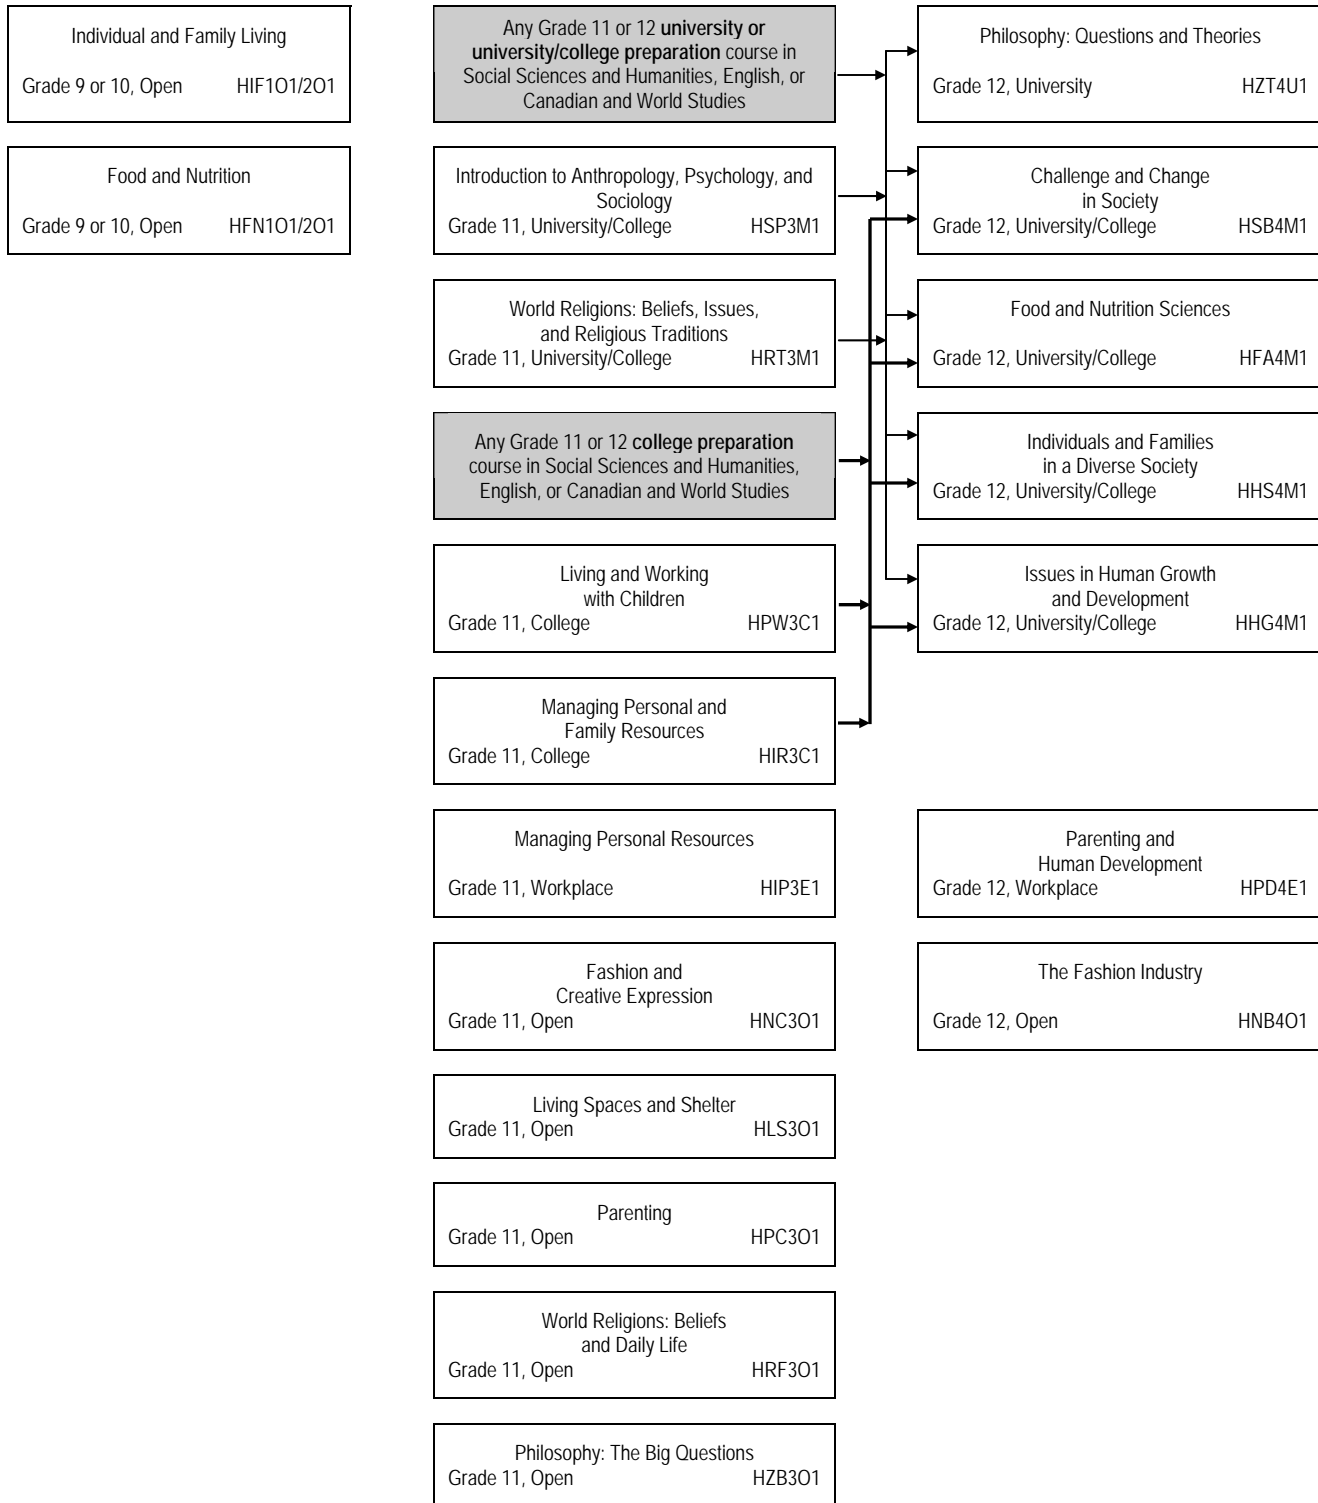 Individual and Family Living
Grade 9 or 10, Open HIF1O1/2O1
Food and Nutrition
Grade 9 or 10, Open HFN1O1/2O1
Any Grade 11 or 12 university or
university/college preparation course in
Social Sciences and Humanities, English, or
Canadian and World Studies
Introduction to Anthropology, Psychology, and
Sociology
Grade 11, University/College HSP3M1
World Religions: Beliefs, Issues,
and Religious Traditions
Grade 11, University/College HRT3M1
Any Grade 11 or 12 college preparation
course in Social Sciences and Humanities,
English, or Canadian and World Studies
Living and Working
with Children
Grade 11, College HPW3C1
Managing Personal and
Family Resources
Grade 11, College HIR3C1
Managing Personal Resources
Grade 11, Workplace HIP3E1
Fashion and
Creative Expression
Grade 11, Open HNC3O1
Living Spaces and Shelter
Grade 11, Open HLS3O1
Parenting
Grade 11, Open HPC3O1
World Religions: Beliefs
and Daily Life
Grade 11, Open HRF3O1
Philosophy: The Big Questions
Grade 11, Open HZB3O1
Philosophy: Questions and Theories
Grade 12, University HZT4U1
Challenge and Change
in Society
Grade 12, University/College HSB4M1
Food and Nutrition Sciences
Grade 12, University/College HFA4M1
Individuals and Families
in a Diverse Society
Grade 12, University/College HHS4M1
Issues in Human Growth
and Development
Grade 12, University/College HHG4M1
Parenting and
Human Development
Grade 12, Workplace HPD4E1
The Fashion Industry
Grade 12, Open HNB4O1